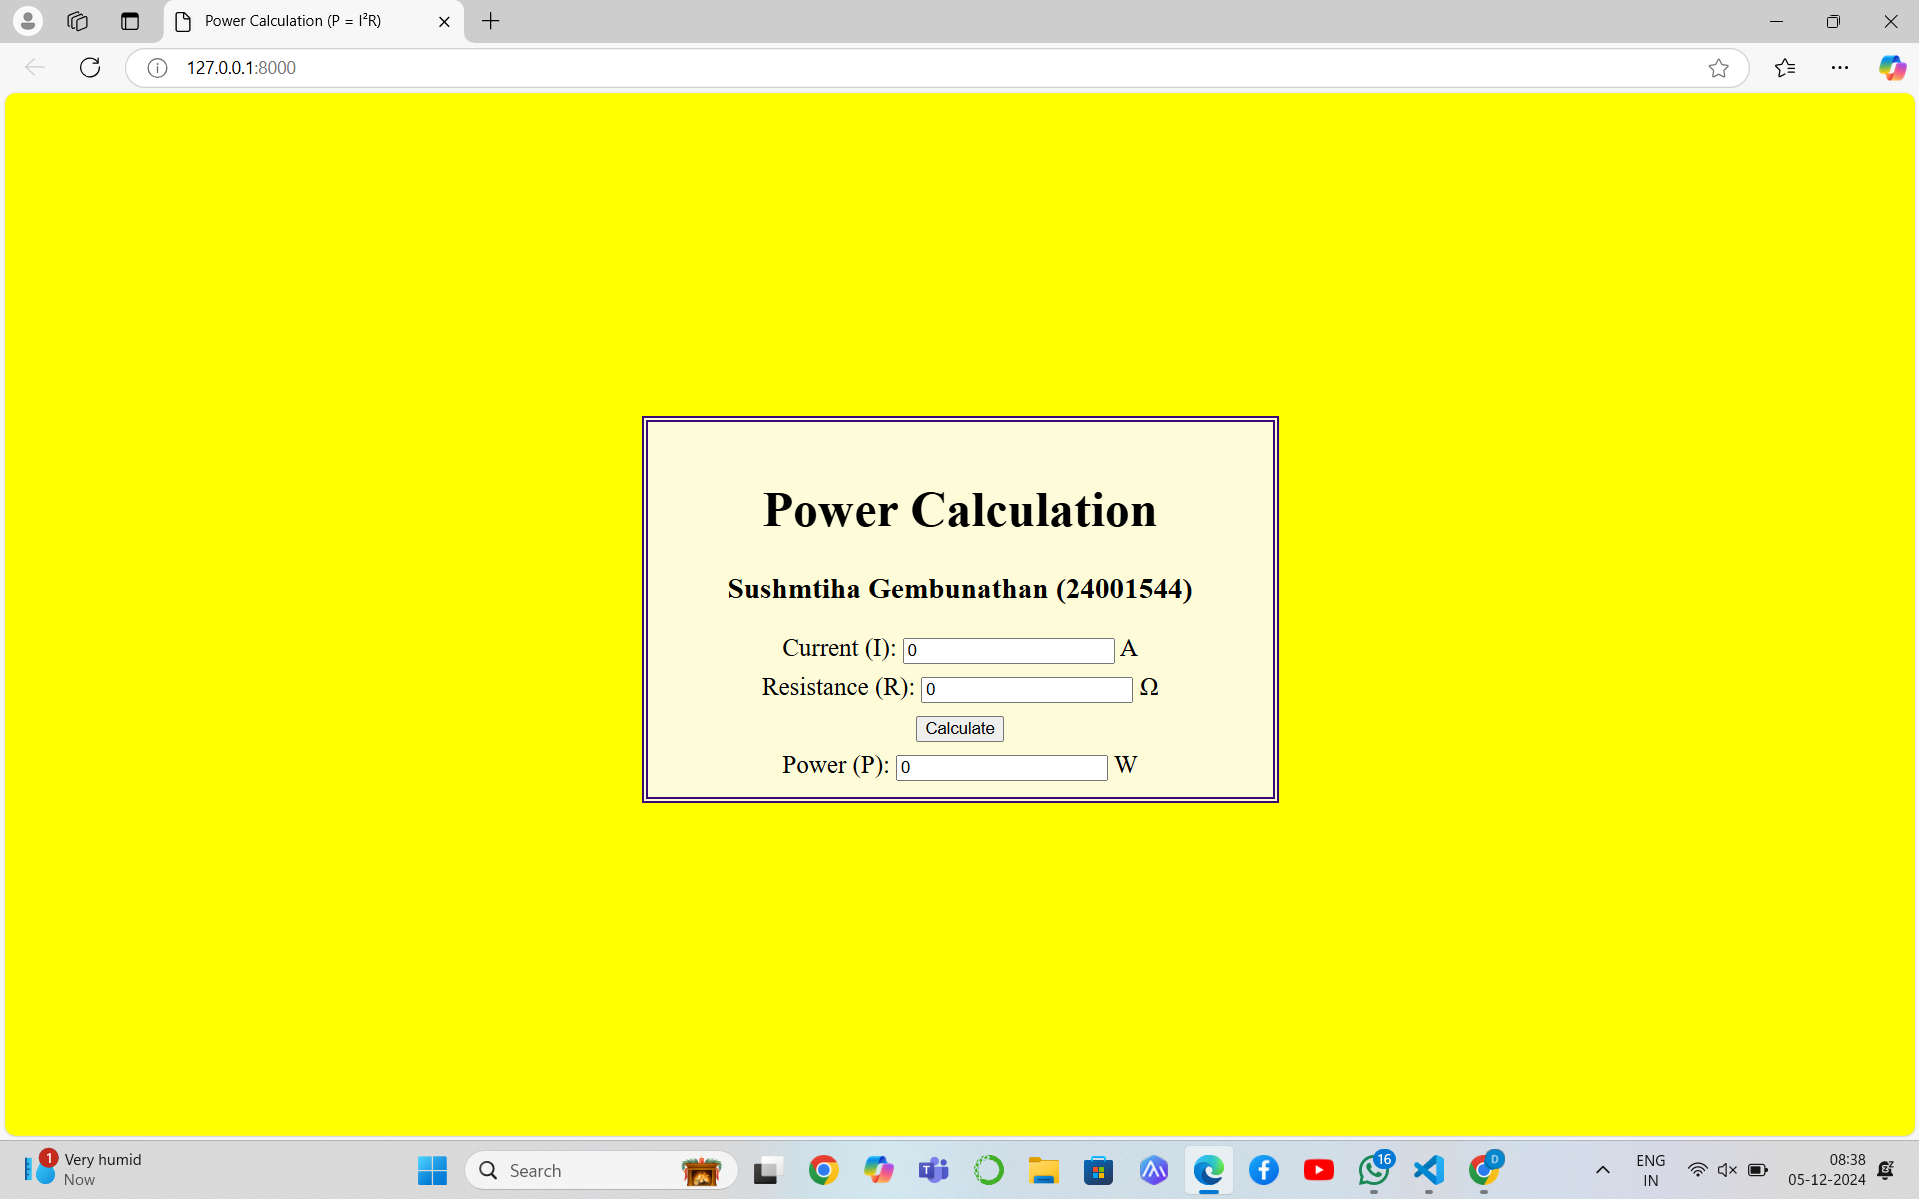 Power Calculation (P = I²R)
127.0.0.1:8000
Power Calculation
Sushmtiha Gembunathan (24001544)
Current (I): 0 A
Resistance (R): 0 Ω
Calculate
Power (P): 0 W
1
Very humid
Now
Search
16
D
ENG
IN
08:38
05-12-2024